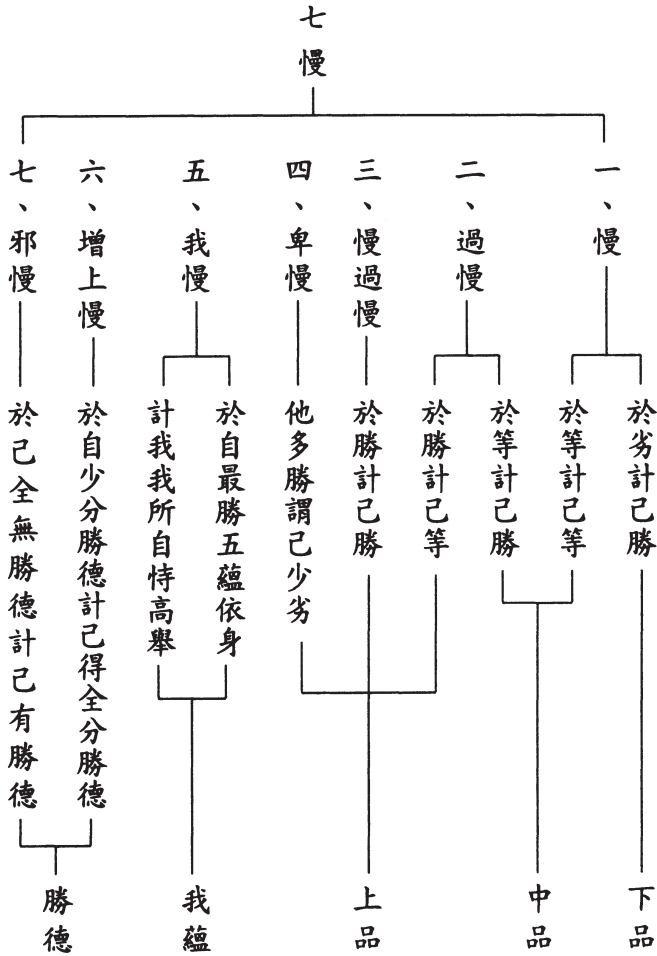 七慢
一、慢
二、過慢
三、慢過慢
四、卑慢
五、我慢
六、增上慢
七、邪慢
於劣計己勝
於等計己等
於等計己勝
於勝計己等
於勝計己勝
他多勝謂己少劣
於自最勝五蘊依身
計我我所自恃高舉
於自少分勝德計己得全分勝德
於己全無勝德計己有勝德
下品
中品
上品
我蘊
勝德